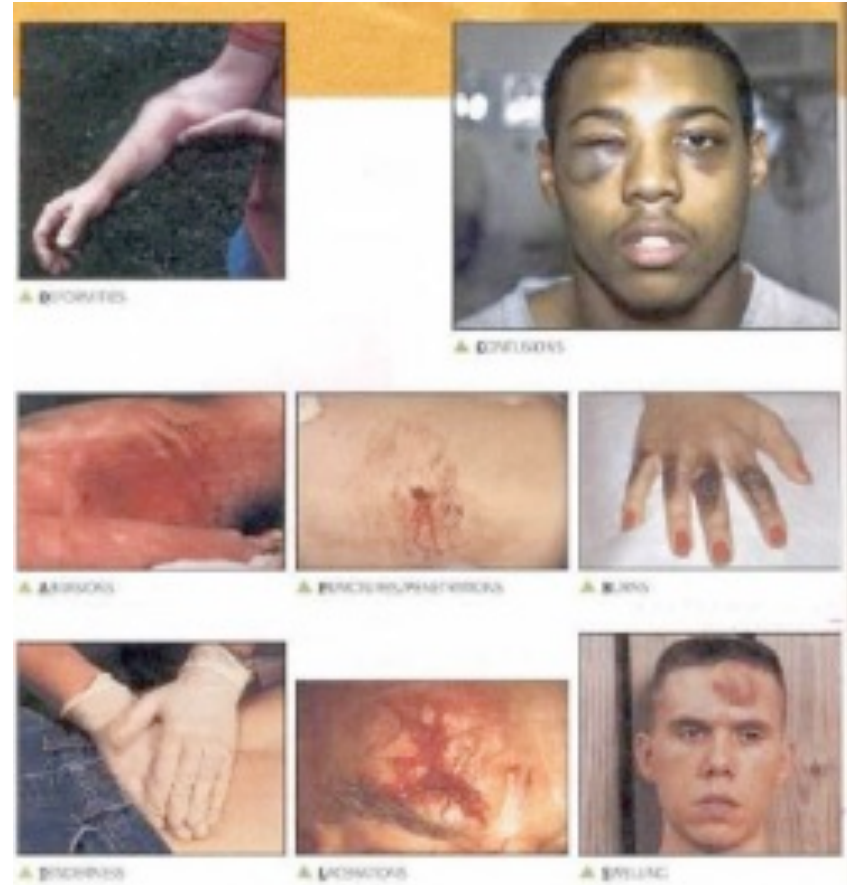 DEFORMITIES
CONTUSIONS
ABRASIONS
PUNCTURES/PENETRATIONS
BURNS
TENDERNESS
LACERATIONS
SWELLING